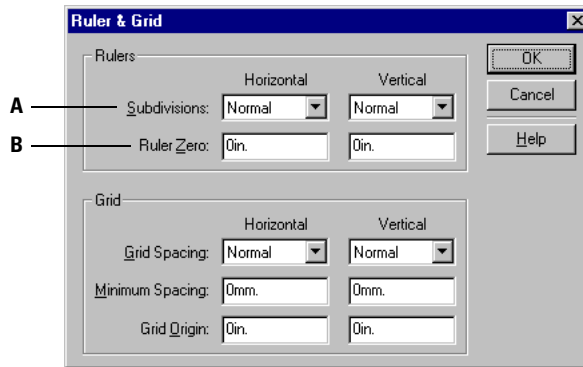 Ruler & Grid
Rulers
Horizontal Vertical
A Subdivisions: Normal Normal
B Ruler Zero: 0in. 0in.
Grid
Horizontal Vertical
Grid Spacing: Normal Normal
Minimum Spacing: 0mm. 0mm.
Grid Origin: 0in. 0in.
OK
Cancel
Help